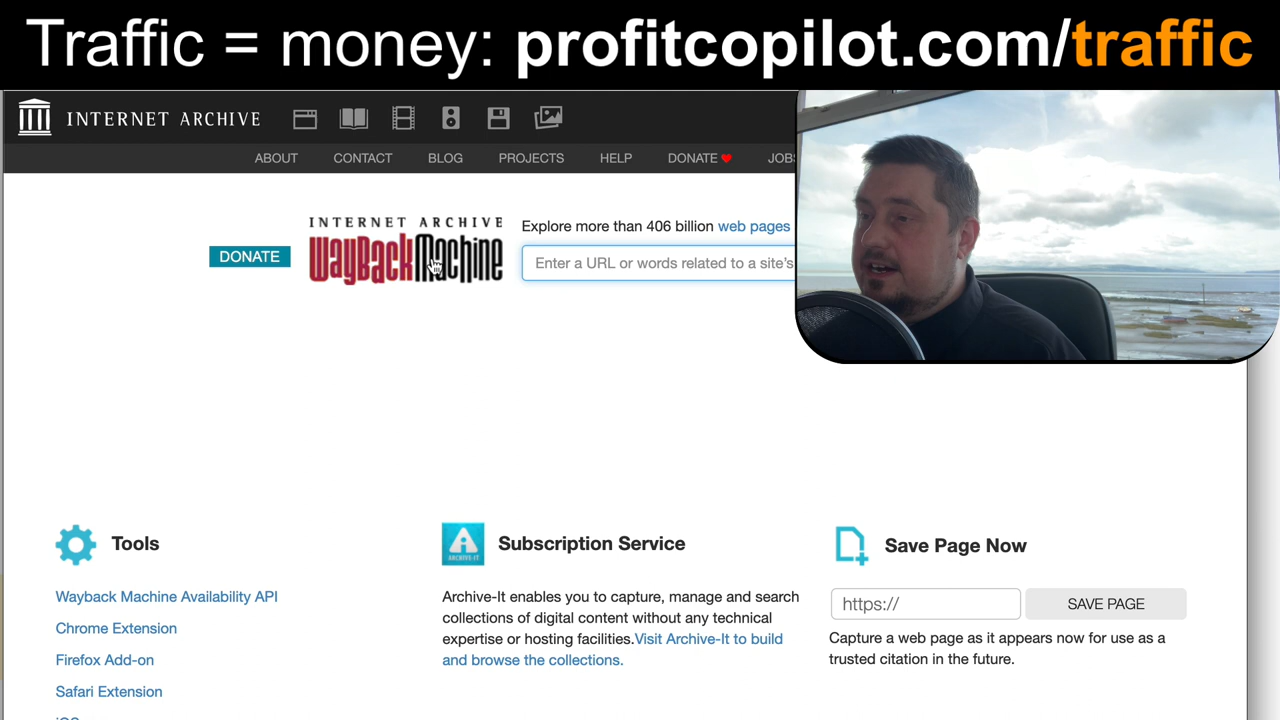 Traffic = money: profitcopilot.com/traffic
INTERNET ARCHIVE
ABOUT CONTACT BLOG PROJECTS HELP DONATE JOBS
DONATE
INTERNET ARCHIVE
WayBackMachine
Explore more than 406 billion web pages
Enter a URL or words related to a site's
Tools
Wayback Machine Availability API
Chrome Extension
Firefox Add-on
Safari Extension
iOS
Subscription Service
ARCHIVE-IT
Archive-It enables you to capture, manage and search
collections of digital content without any technical
expertise or hosting facilities.Visit Archive-It to build
and browse the collections.
Save Page Now
https://
SAVE PAGE
Capture a web page as it appears now for use as a
trusted citation in the future.